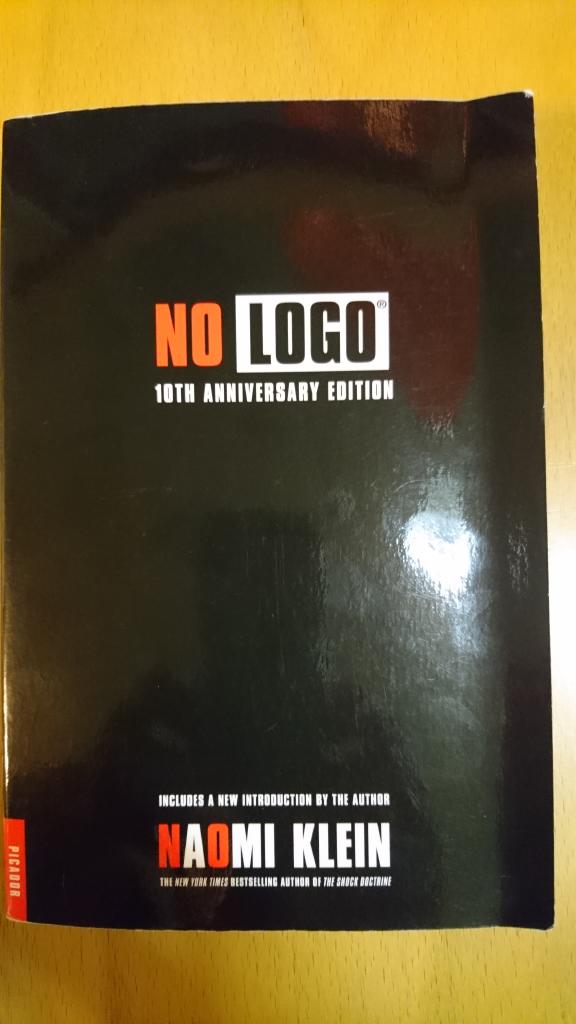 NO LOGO®
10TH ANNIVERSARY EDITION
INCLUDES A NEW INTRODUCTION BY THE AUTHOR
NAOMI KLEIN
THE NEW YORK TIMES BESTSELLING AUTHOR OF THE SHOCK DOCTRINE
PICADOR